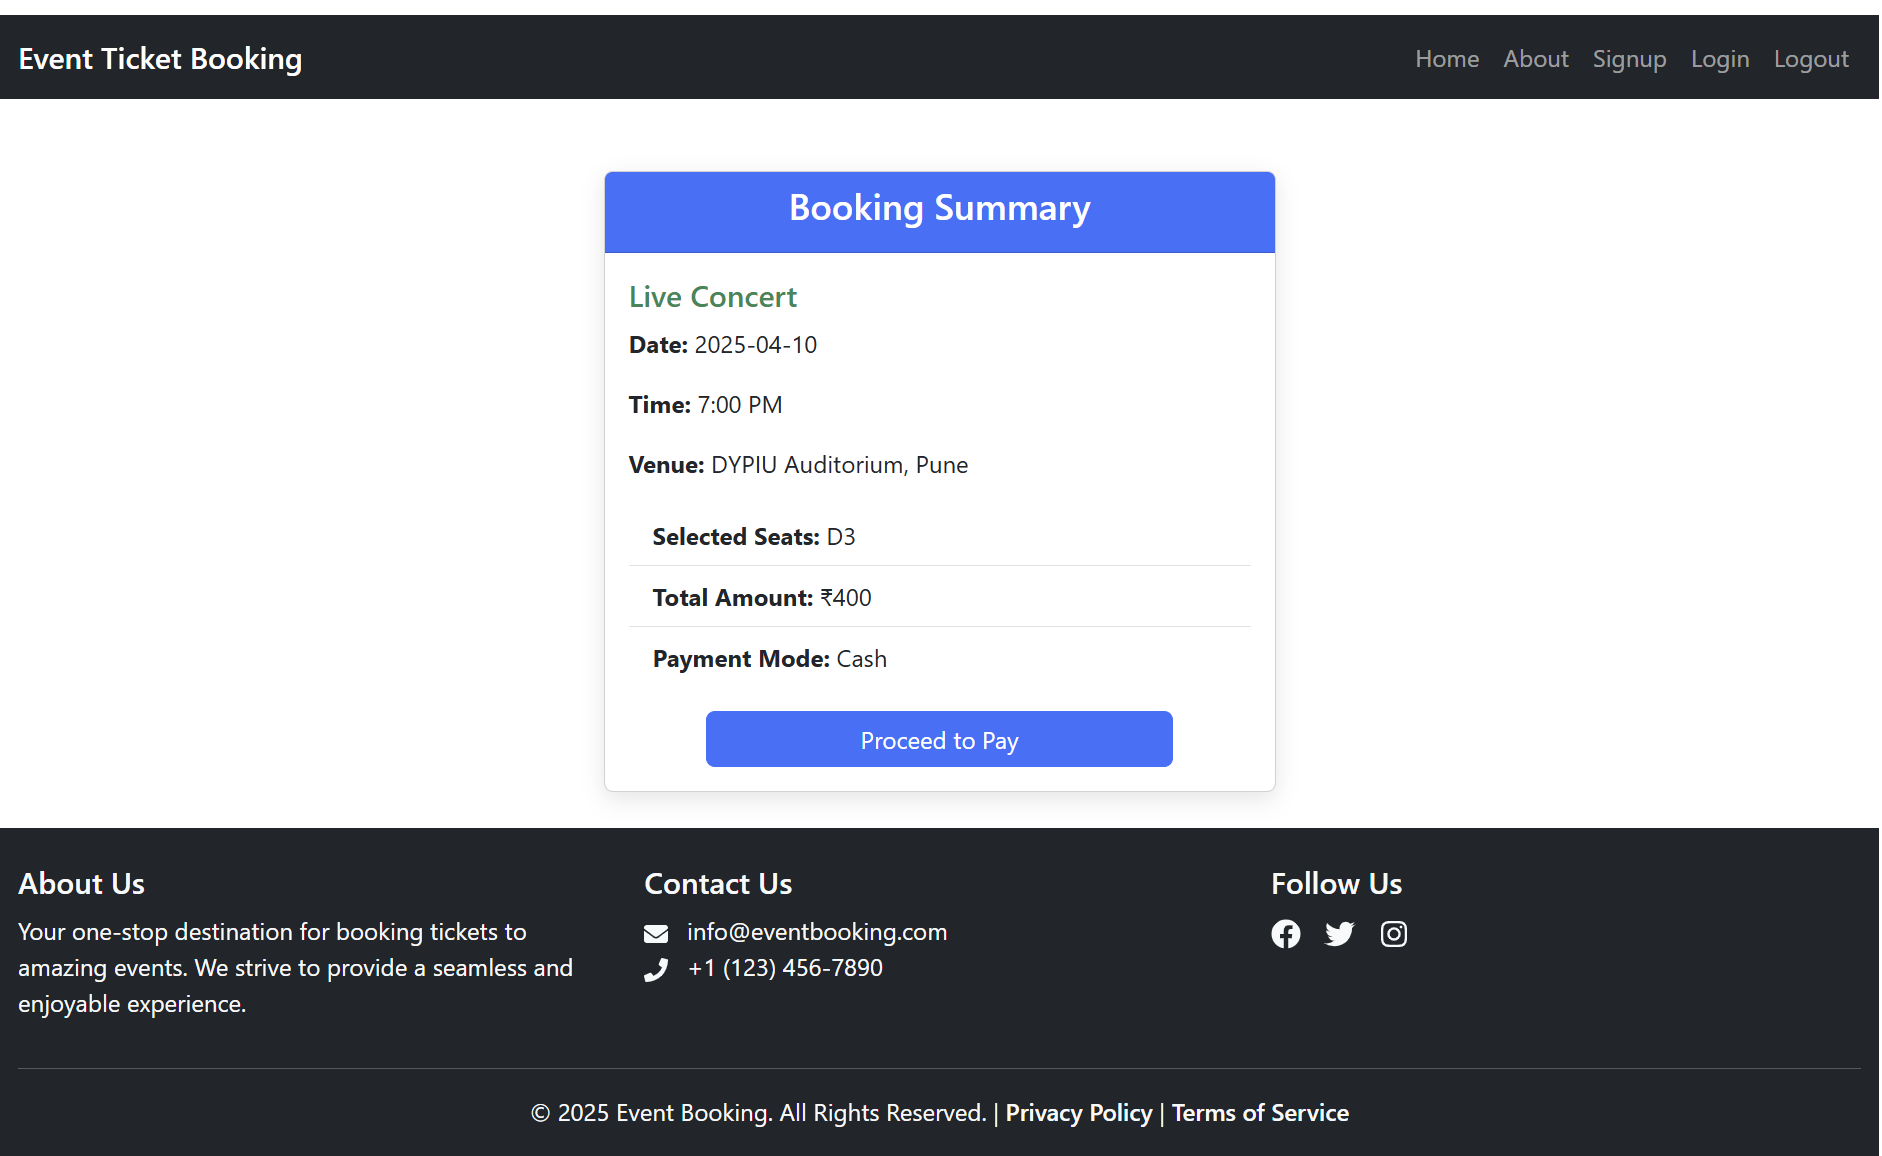 Event Ticket Booking
Home About Signup Login Logout
Booking Summary
Live Concert
Date: 2025-04-10
Time: 7:00 PM
Venue: DYPIU Auditorium, Pune
Selected Seats: D3
Total Amount: ₹400
Payment Mode: Cash
Proceed to Pay
About Us
Your one-stop destination for booking tickets to
amazing events. We strive to provide a seamless and
enjoyable experience.
Contact Us
info@eventbooking.com
+1 (123) 456-7890
Follow Us
© 2025 Event Booking. All Rights Reserved. | Privacy Policy | Terms of Service